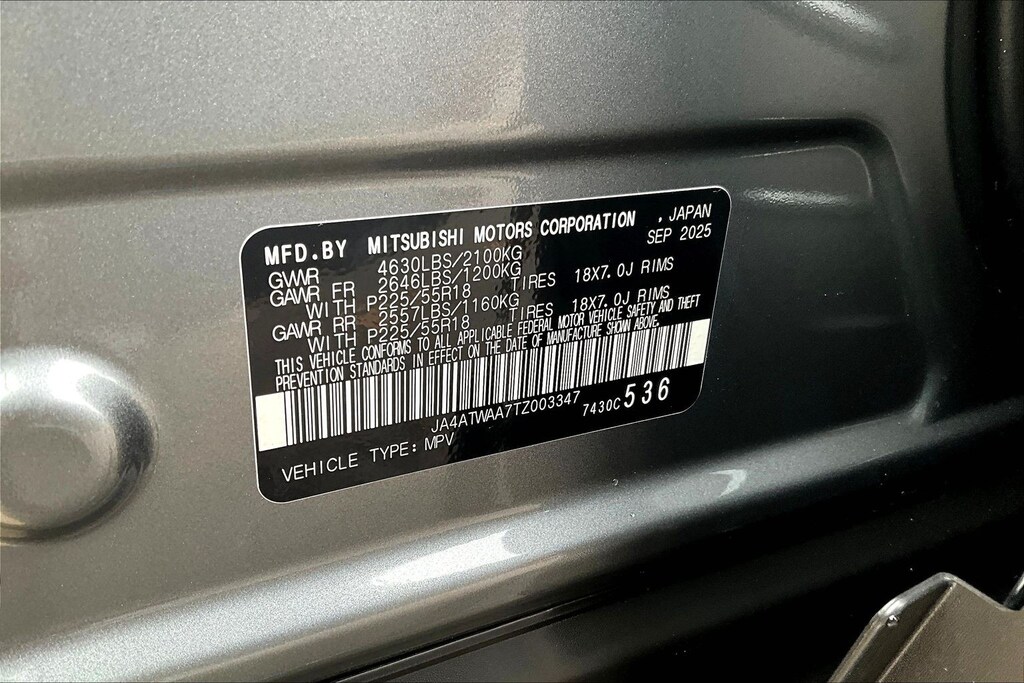 MFD.BY MITSUBISHI MOTORS CORPORATION , JAPAN
SEP 2025
GVWR 4630LBS/2100KG
GAWR FR 2646LBS/1200KG
WITH P225/55R18 TIRES 18X7.0J RIMS
GAWR RR 2557LBS/1160KG
WITH P225/55R18 TIRES 18X7.0J RIMS
THIS VEHICLE CONFORMS TO ALL APPLICABLE FEDERAL MOTOR VEHICLE SAFETY AND THEFT
PREVENTION STANDARDS IN EFFECT ON THE DATE OF MANUFACTURE SHOWN ABOVE.
JA4ATWAA7TZ003347 7430C 536
VEHICLE TYPE: MPV